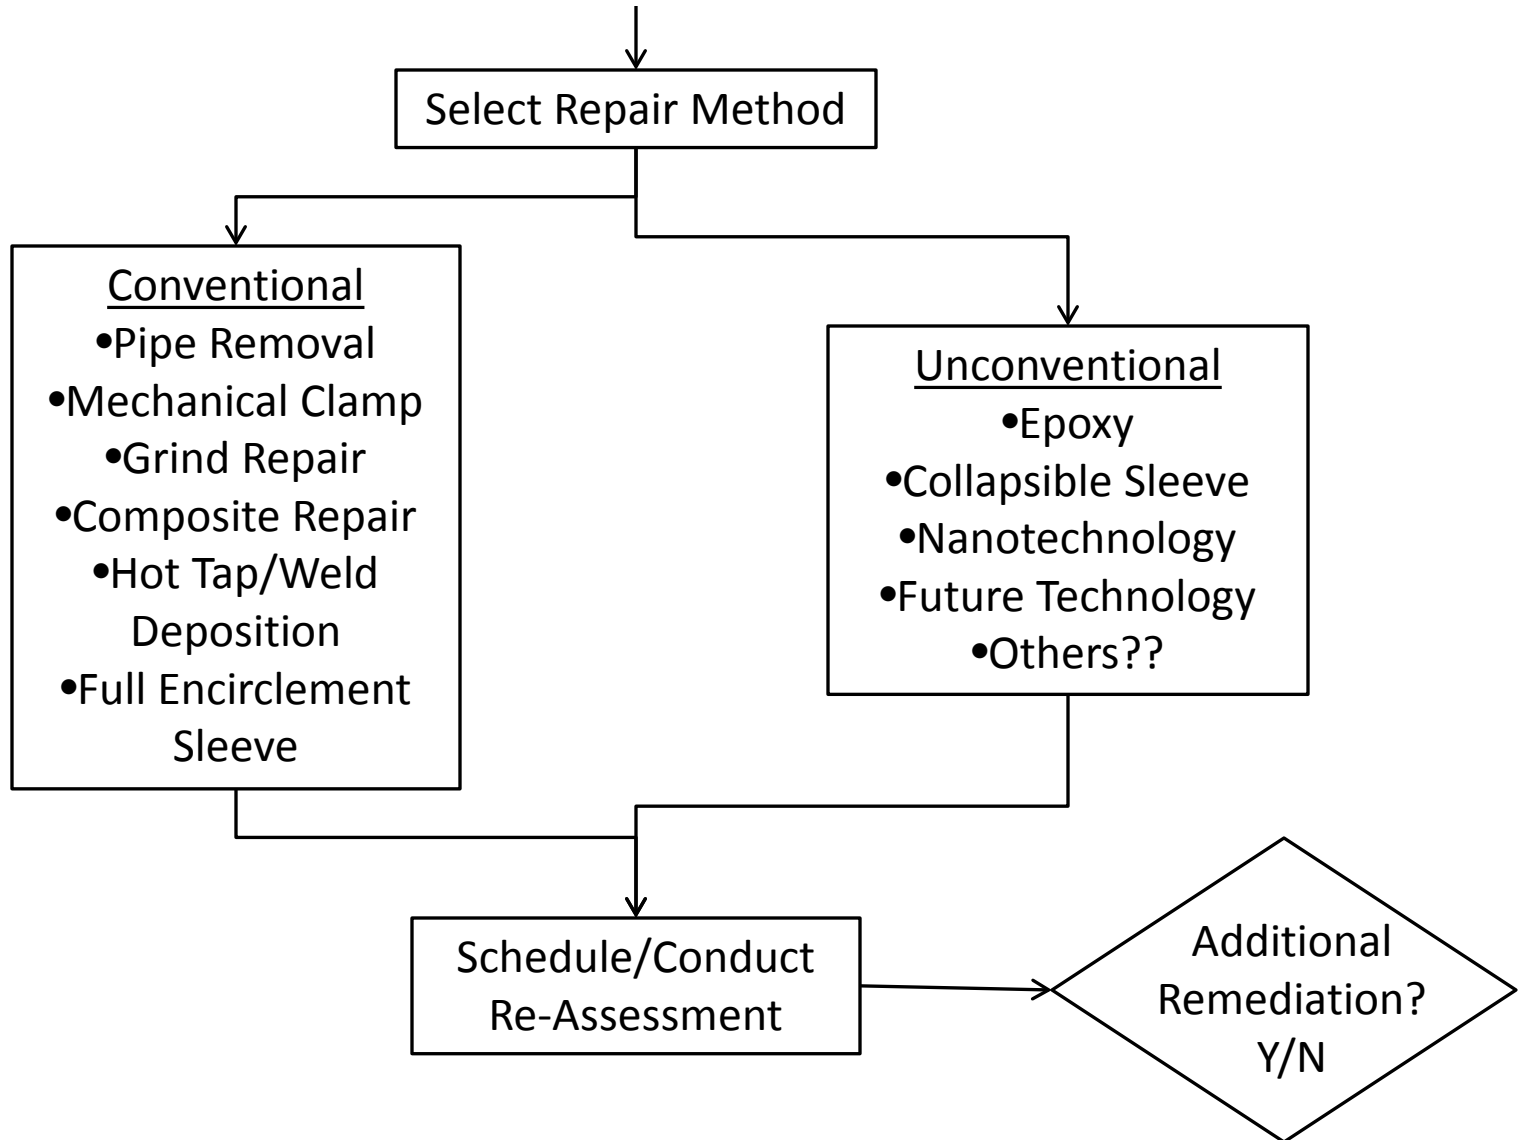 Select Repair Method
Conventional
•Pipe Removal
•Mechanical Clamp
•Grind Repair
•Composite Repair
•Hot Tap/Weld
Deposition
•Full Encirclement
Sleeve
Unconventional
•Epoxy
•Collapsible Sleeve
•Nanotechnology
•Future Technology
•Others??
Schedule/Conduct
Re-Assessment
Additional
Remediation?
Y/N